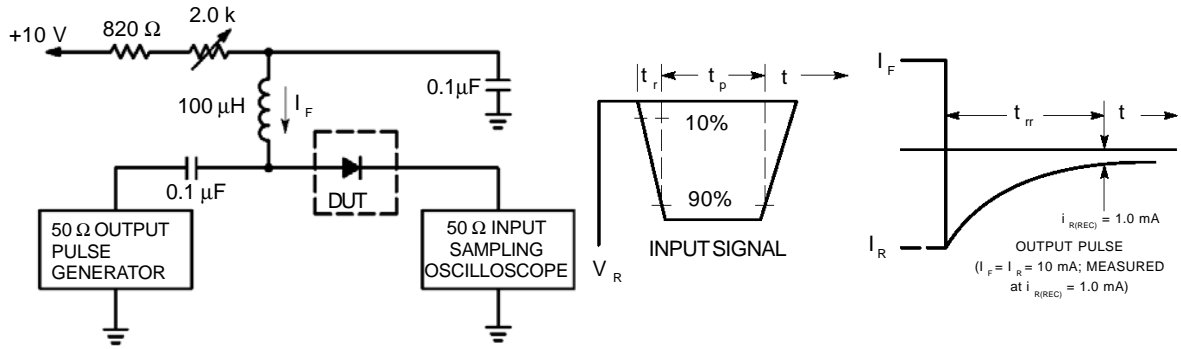 +10 V
820 Ω
2.0 k
100 µH
I F
0.1µF
0.1 µF
DUT
50 Ω OUTPUT
PULSE
GENERATOR
50 Ω INPUT
SAMPLING
OSCILLOSCOPE
t r
t p
t
10%
90%
V R
INPUT SIGNAL
I F
t rr
t
I R
i R(REC) = 1.0 mA
OUTPUT PULSE
(I F = I R = 10 mA; MEASURED
at i R(REC) = 1.0 mA)